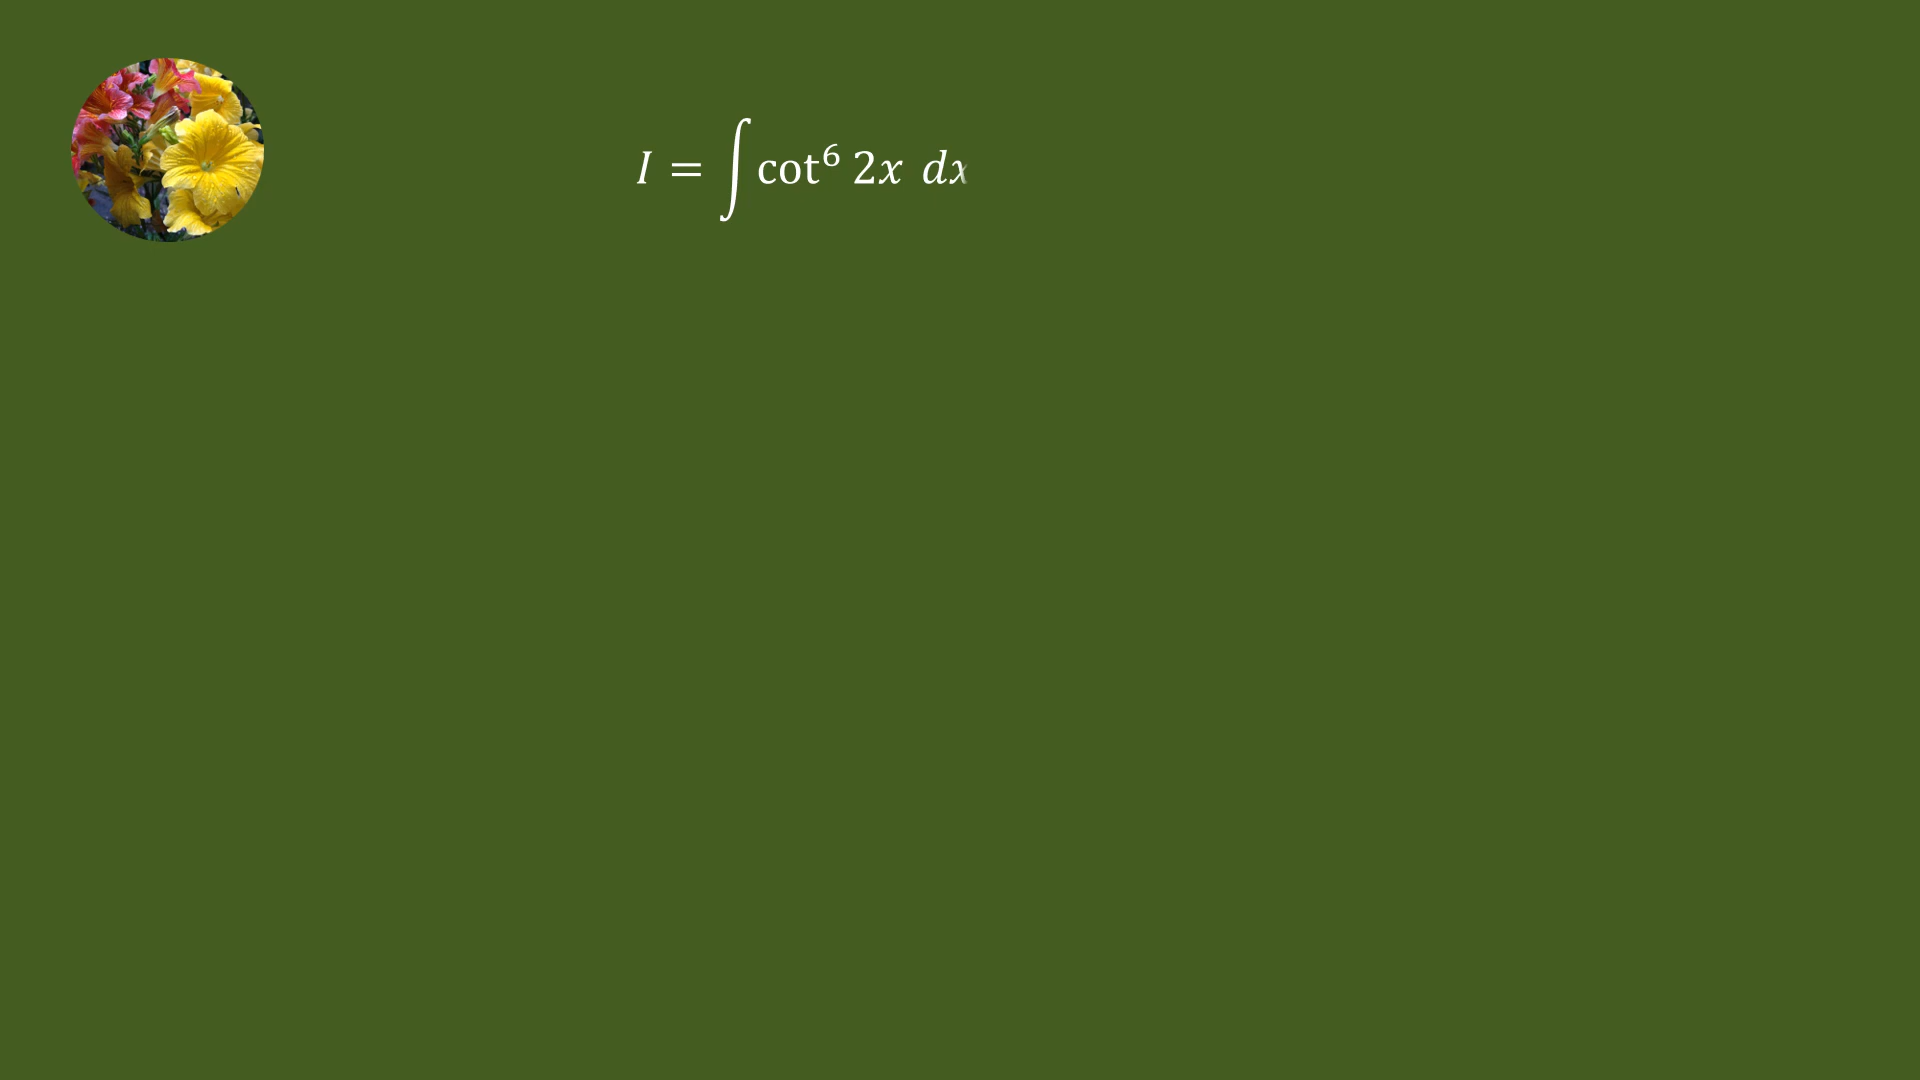 I = ∫ cot⁶ 2x dx